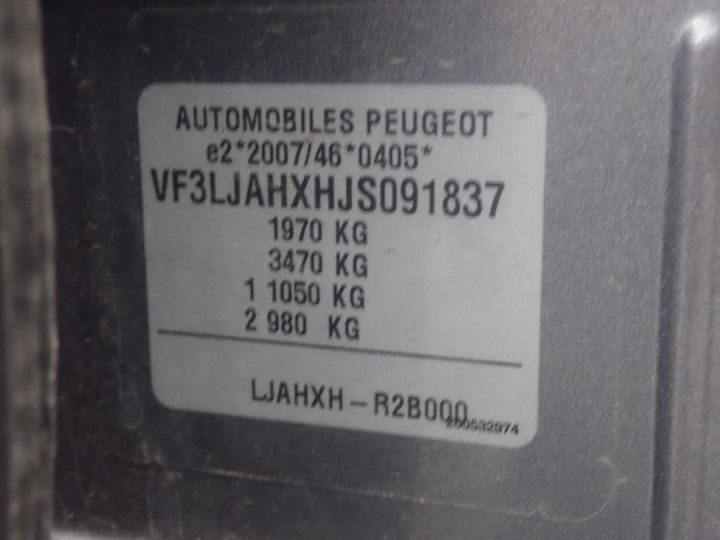 AUTOMOBILES PEUGEOT
e2*2007/46*0405*
VF3LJAHXHJS091837
1970 KG
3470 KG
1 1050 KG
2 980 KG
LJAHXH – R2B000
200532974